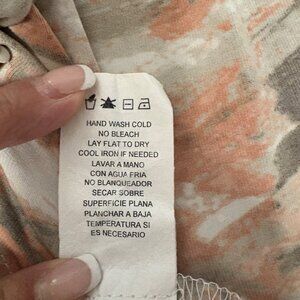 HAND WASH COLD
NO BLEACH
LAY FLAT TO DRY
COOL IRON IF NEEDED
LAVAR A MANO
CON AGUA FRIA
NO BLANQUEADOR
SECAR SOBRE
SUPERFICIE PLANA
PLANCHAR A BAJA
TEMPERATURA SI
ES NECESARIO